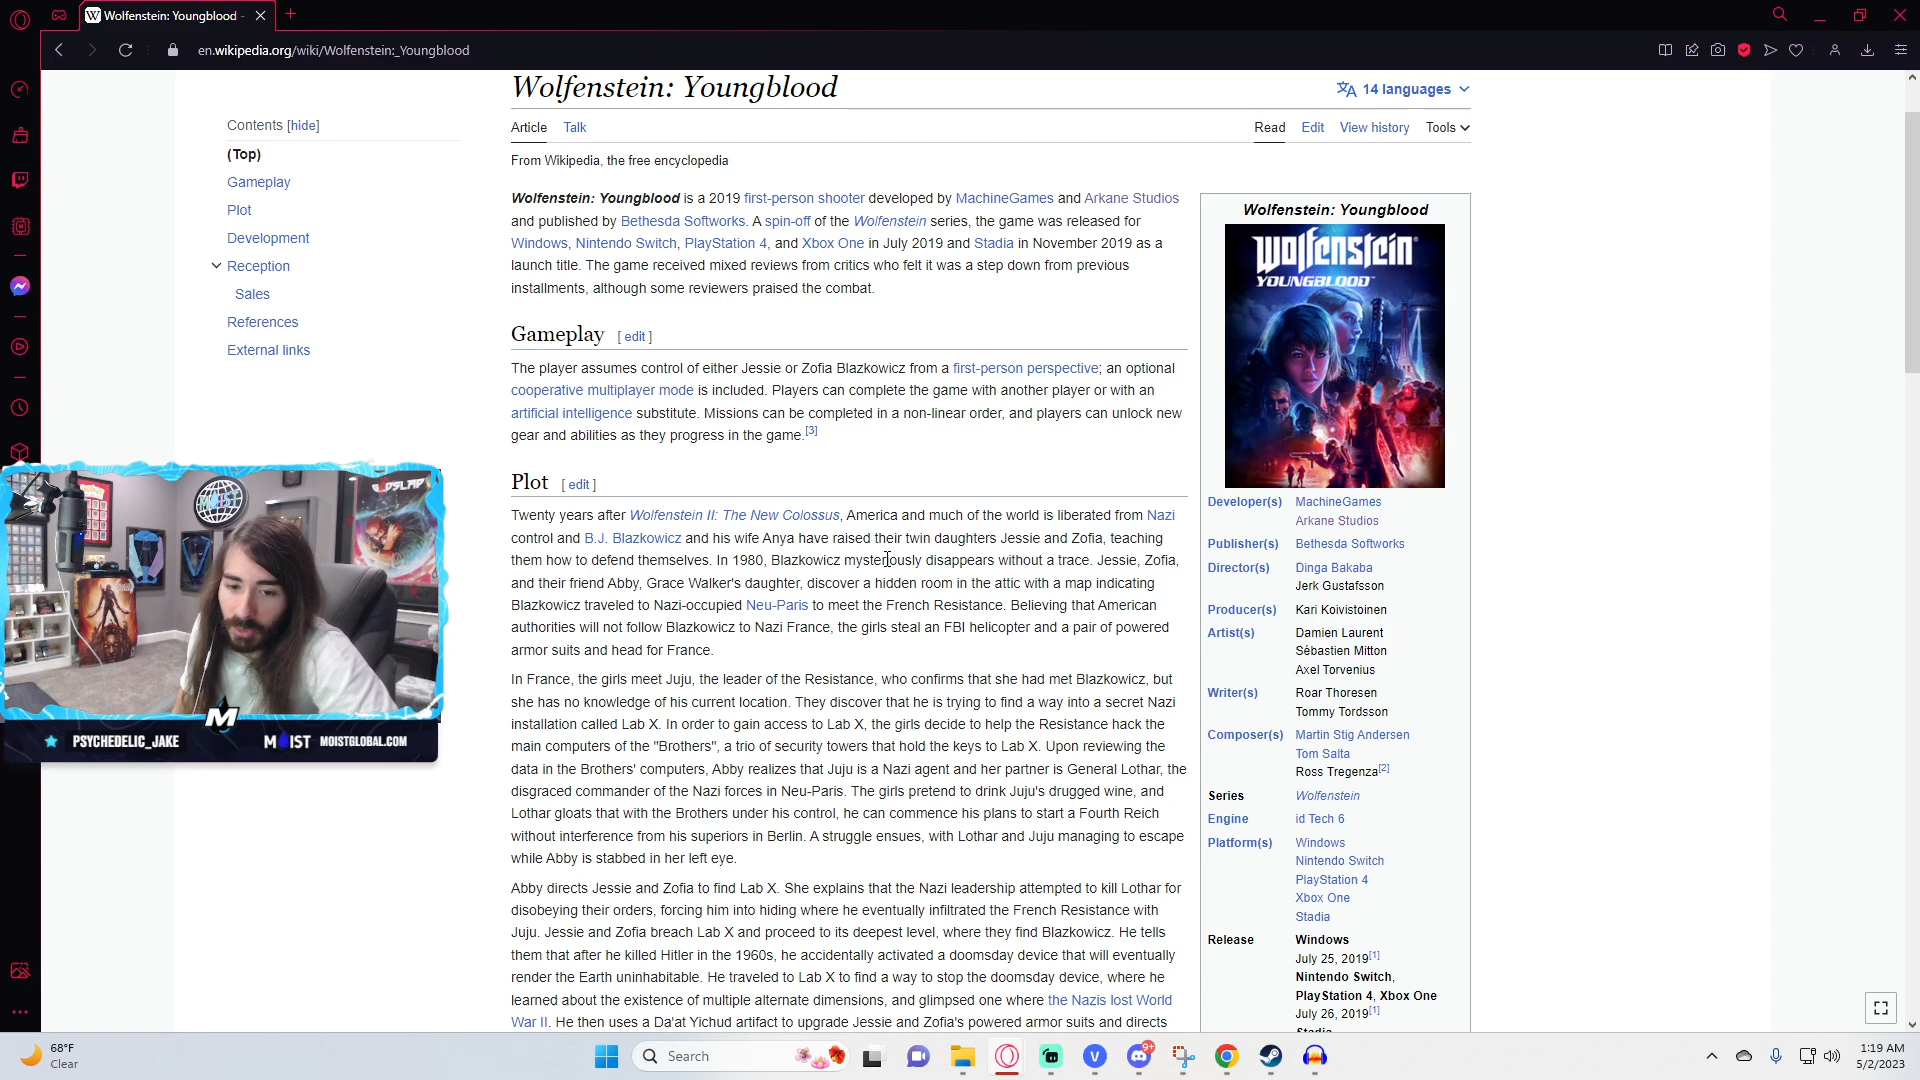 Wolfenstein: Youngblood -
en.wikipedia.org/wiki/Wolfenstein:_Youngblood
Wolfenstein: Youngblood
14 languages
Contents [hide]
(Top)
Gameplay
Plot
Development
Reception
Sales
References
External links
Article Talk
Read Edit View history Tools
From Wikipedia, the free encyclopedia
Wolfenstein: Youngblood is a 2019 first-person shooter developed by MachineGames and Arkane Studios
and published by Bethesda Softworks. A spin-off of the Wolfenstein series, the game was released for
Windows, Nintendo Switch, PlayStation 4, and Xbox One in July 2019 and Stadia in November 2019 as a
launch title. The game received mixed reviews from critics who felt it was a step down from previous
installments, although some reviewers praised the combat.
Gameplay [ edit ]
The player assumes control of either Jessie or Zofia Blazkowicz from a first-person perspective; an optional
cooperative multiplayer mode is included. Players can complete the game with another player or with an
artificial intelligence substitute. Missions can be completed in a non-linear order, and players can unlock new
gear and abilities as they progress in the game.[3]
Plot [ edit ]
Twenty years after Wolfenstein II: The New Colossus, America and much of the world is liberated from Nazi
control and B.J. Blazkowicz and his wife Anya have raised their twin daughters Jessie and Zofia, teaching
them how to defend themselves. In 1980, Blazkowicz mysteriously disappears without a trace. Jessie, Zofia,
and their friend Abby, Grace Walker's daughter, discover a hidden room in the attic with a map indicating
Blazkowicz traveled to Nazi-occupied Neu-Paris to meet the French Resistance. Believing that American
authorities will not follow Blazkowicz to Nazi France, the girls steal an FBI helicopter and a pair of powered
armor suits and head for France.
In France, the girls meet Juju, the leader of the Resistance, who confirms that she had met Blazkowicz, but
she has no knowledge of his current location. They discover that he is trying to find a way into a secret Nazi
installation called Lab X. In order to gain access to Lab X, the girls decide to help the Resistance hack the
main computers of the "Brothers", a trio of security towers that hold the keys to Lab X. Upon reviewing the
data in the Brothers' computers, Abby realizes that Juju is a Nazi agent and her partner is General Lothar, the
disgraced commander of the Nazi forces in Neu-Paris. The girls pretend to drink Juju's drugged wine, and
Lothar gloats that with the Brothers under his control, he can commence his plans to start a Fourth Reich
without interference from his superiors in Berlin. A struggle ensues, with Lothar and Juju managing to escape
while Abby is stabbed in her left eye.
Abby directs Jessie and Zofia to find Lab X. She explains that the Nazi leadership attempted to kill Lothar for
disobeying their orders, forcing him into hiding where he eventually infiltrated the French Resistance with
Juju. Jessie and Zofia breach Lab X and proceed to its deepest level, where they find Blazkowicz. He tells
them that after he killed Hitler in the 1960s, he accidentally activated a doomsday device that will eventually
render the Earth uninhabitable. He traveled to Lab X to find a way to stop the doomsday device, where he
learned about the existence of multiple alternate dimensions, and glimpsed one where the Nazis lost World
War II. He then uses a Da'at Yichud artifact to upgrade Jessie and Zofia's powered armor suits and directs
Wolfenstein: Youngblood
Wolfenstein
YOUNGBLOOD
Developer(s) MachineGames
Arkane Studios
Publisher(s) Bethesda Softworks
Director(s) Dinga Bakaba
Jerk Gustafsson
Producer(s) Kari Koivistoinen
Artist(s) Damien Laurent
Sébastien Mitton
Axel Torvenius
Writer(s) Roar Thoresen
Tommy Tordsson
Composer(s) Martin Stig Andersen
Tom Salta
Ross Tregenza[2]
Series Wolfenstein
Engine id Tech 6
Platform(s) Windows
Nintendo Switch
PlayStation 4
Xbox One
Stadia
Release Windows
July 25, 2019[1]
Nintendo Switch,
PlayStation 4, Xbox One
July 26, 2019[1]
Stadia
MOIST
GODSLAP
M
PSYCHEDELIC_JAKE MOIST MOISTGLOBAL.COM
68°F
Clear
Search
9+
1:19 AM
5/2/2023